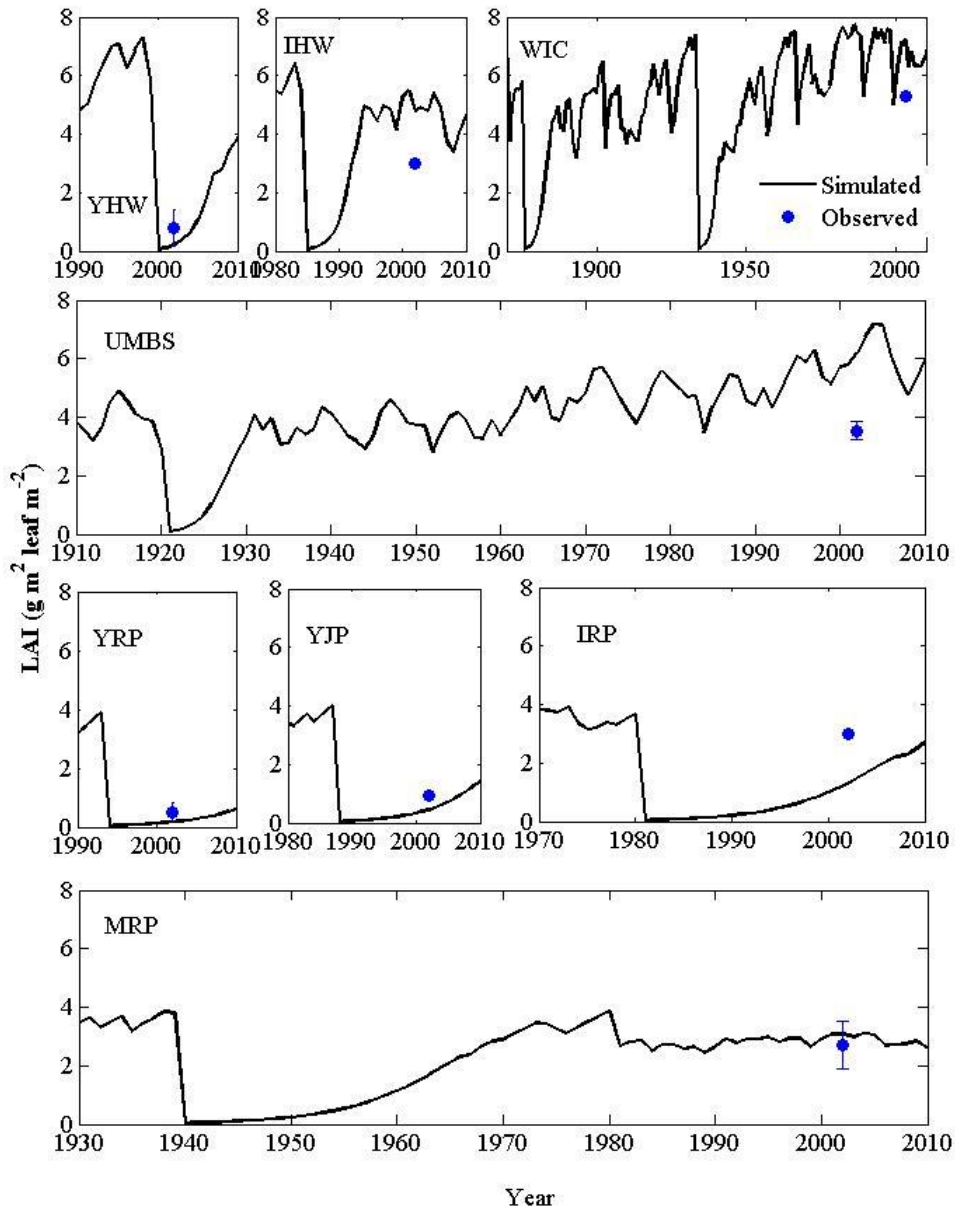 8 8 8
IHW WIC
6 6 6
4 4 4
YHW
Simulated
2 2 2
Observed
0 0 0
1990 2000 2010 1980 1990 2000 2010 1900 1950 2000
8
UMBS
6
4
2
0
1910 1920 1930 1940 1950 1960 1970 1980 1990 2000 2010
LAI (g m² leaf m⁻²)
8 8 8
YRP YJP IRP
6 6 6
4 4 4
2 2 2
0 0 0
1990 2000 2010 1980 1990 2000 2010 1970 1980 1990 2000 2010
8
MRP
6
4
2
0
1930 1940 1950 1960 1970 1980 1990 2000 2010
Year